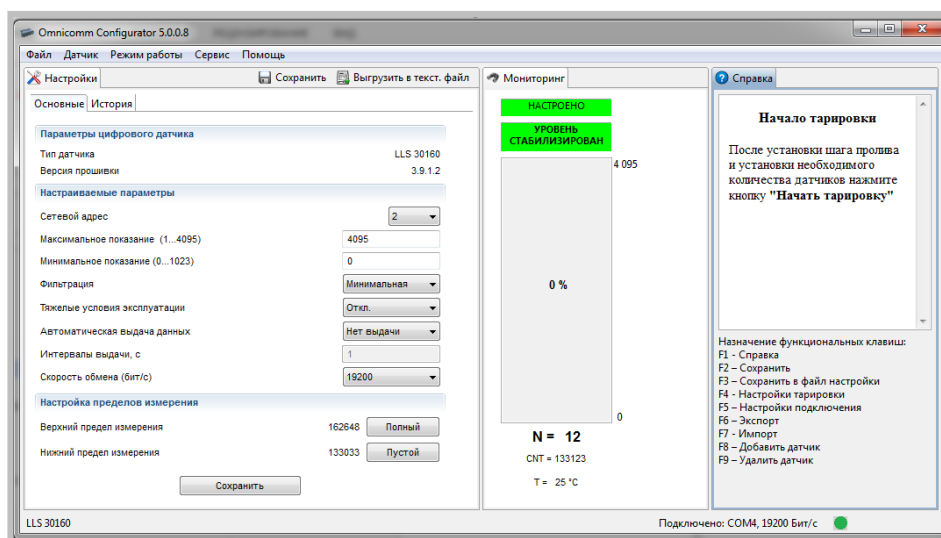 Omnicomm Configurator 5.0.0.8
Файл Датчик Режим работы Сервис Помощь
Настройки Сохранить Выгрузить в текст. файл
Основные История
Параметры цифрового датчика
Тип датчика LLS 30160
Версия прошивки 3.9.1.2
Настраиваемые параметры
Сетевой адрес 2
Максимальное показание (1...4095) 4095
Минимальное показание (0...1023) 0
Фильтрация Минимальная
Тяжелые условия эксплуатации Откл.
Автоматическая выдача данных Нет выдачи
Интервалы выдачи, с 1
Скорость обмена (бит/с) 19200
Настройка пределов измерения
Верхний предел измерения 162648 Полный
Нижний предел измерения 133033 Пустой
Сохранить
Мониторинг
НАСТРОЕНО
УРОВЕНЬ
СТАБИЛИЗИРОВАН
4 095
0 %
0
N = 12
CNT = 133123
T = 25 °C
Справка
Начало тарировки
После установки шага пролива
и установки необходимого
количества датчиков нажмите
кнопку "Начать тарировку"
Назначение функциональных клавиш:
F1 - Справка
F2 – Сохранить
F3 – Сохранить в файл настройки
F4 - Настройки тарировки
F5 – Настройки подключения
F6 – Экспорт
F7 - Импорт
F8 – Добавить датчик
F9 – Удалить датчик
LLS 30160
Подключено: COM4, 19200 Бит/с